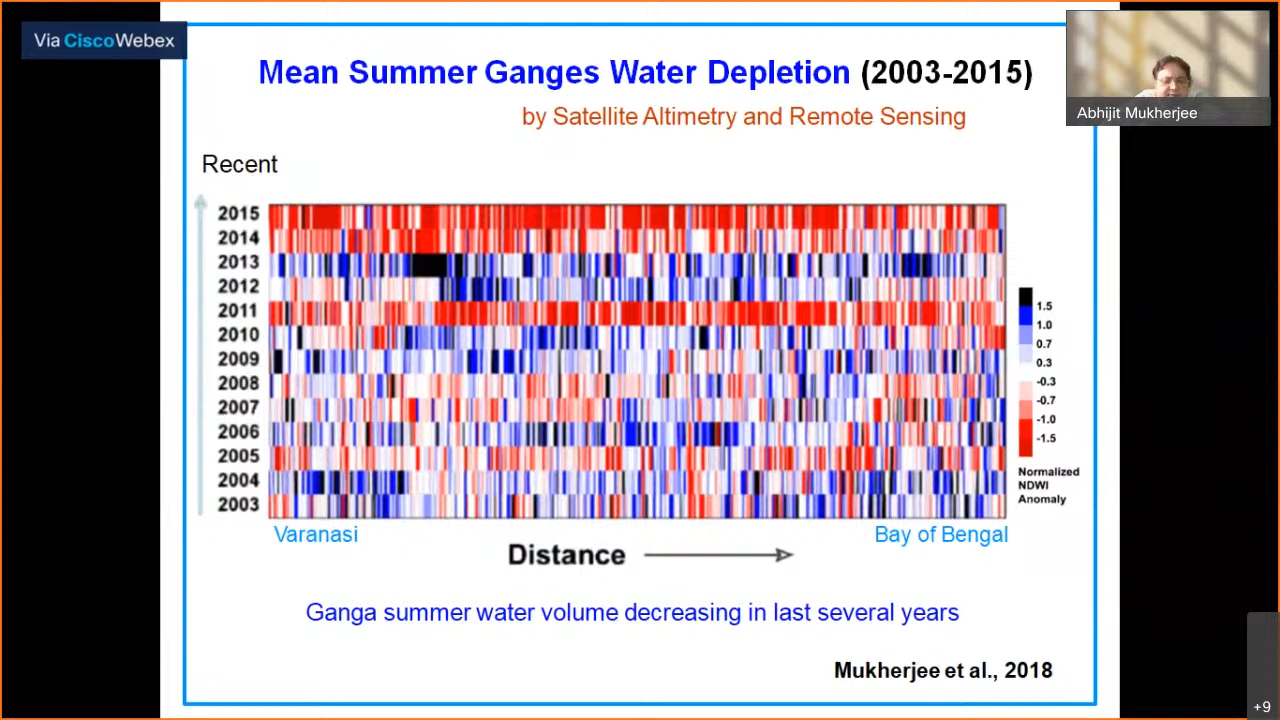 Via CiscoWebex
Mean Summer Ganges Water Depletion (2003-2015)
by Satellite Altimetry and Remote Sensing
Abhijit Mukherjee
Recent
2015
2014
2013
2012
2011
2010
2009
2008
2007
2006
2005
2004
2003
1.5
1.0
0.7
0.3
-0.3
-0.7
-1.0
-1.5
Normalized
NDWI
Anomaly
Varanasi
Bay of Bengal
Distance
Ganga summer water volume decreasing in last several years
Mukherjee et al., 2018
+9